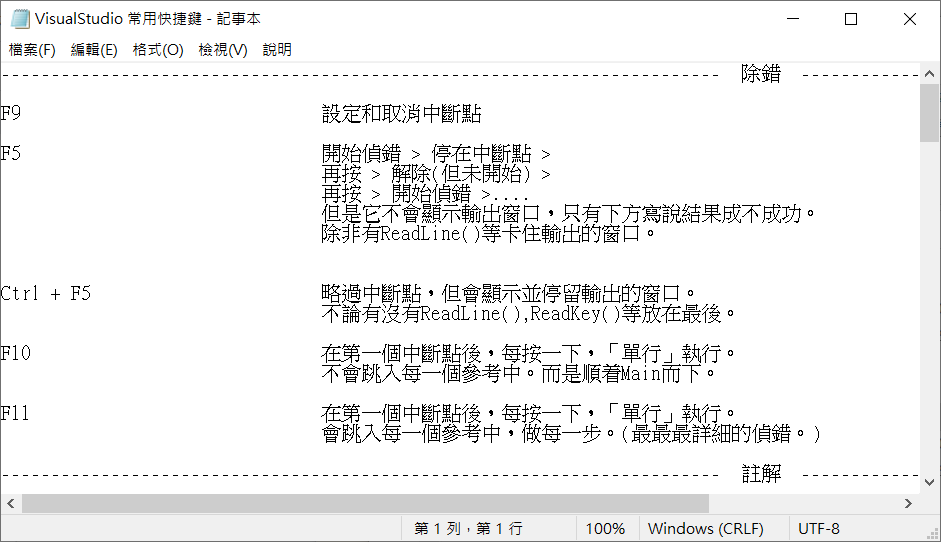 VisualStudio 常用快捷鍵 - 記事本
檔案(F) 編輯(E) 格式(O) 檢視(V) 說明
------------------------------------------------------------------------ 除錯 ------------
F9 設定和取消中斷點
F5 開始偵錯 > 停在中斷點 >
再按 > 解除(但未開始) >
再按 > 開始偵錯 >....
但是它不會顯示輸出窗口，只有下方寫說結果成不成功。
除非有ReadLine()等卡住輸出的窗口。
Ctrl + F5 略過中斷點，但會顯示並停留輸出的窗口。
不論有沒有ReadLine(),ReadKey()等放在最後。
F10 在第一個中斷點後，每按一下，「單行」執行。
不會跳入每一個參考中。而是順着Main而下。
F11 在第一個中斷點後，每按一下，「單行」執行。
會跳入每一個參考中，做每一步。(最最最詳細的偵錯。)
------------------------------------------------------------------------ 註解 ------------
第 1 列，第 1 行 100% Windows (CRLF) UTF-8